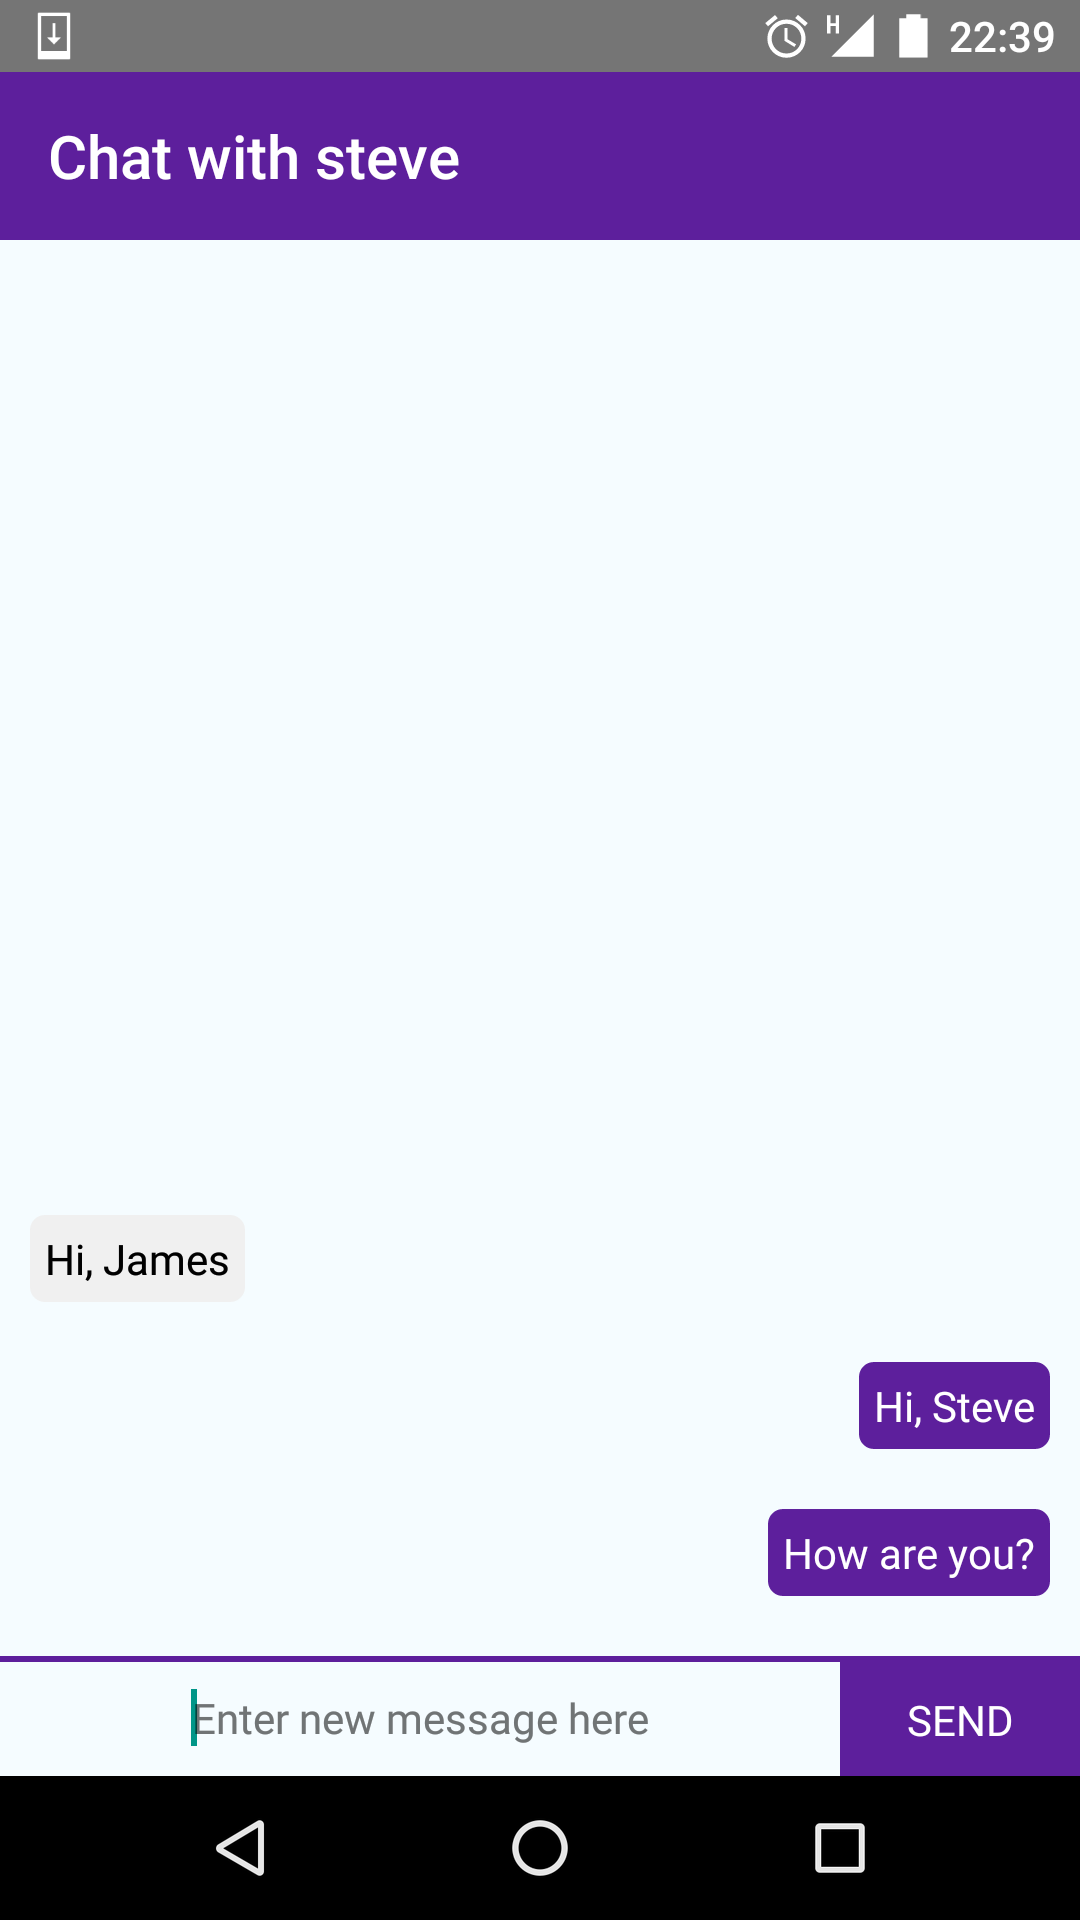 H 22:39
Chat with steve
Hi, James
Hi, Steve
How are you?
Enter new message here SEND